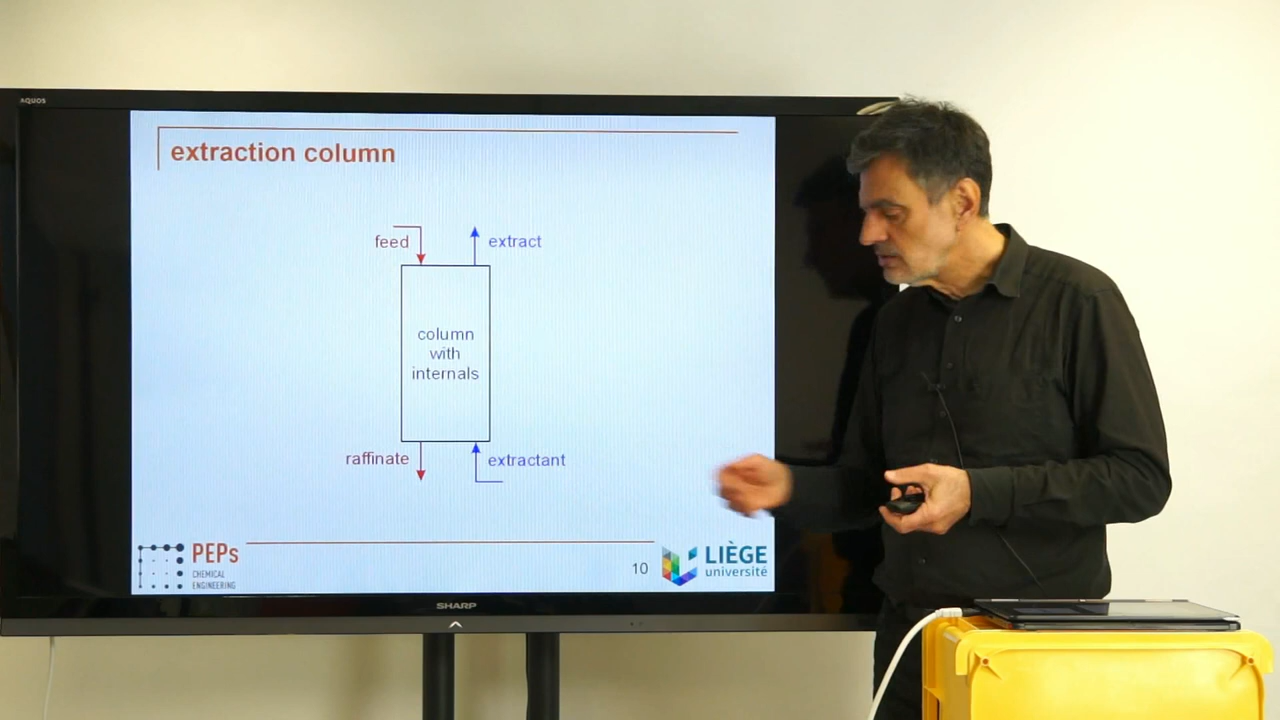 AQUOS
extraction column
feed
extract
column
with
internals
raffinate
extractant
PEPs
CHEMICAL
ENGINEERING
10
LIÈGE
université
SHARP